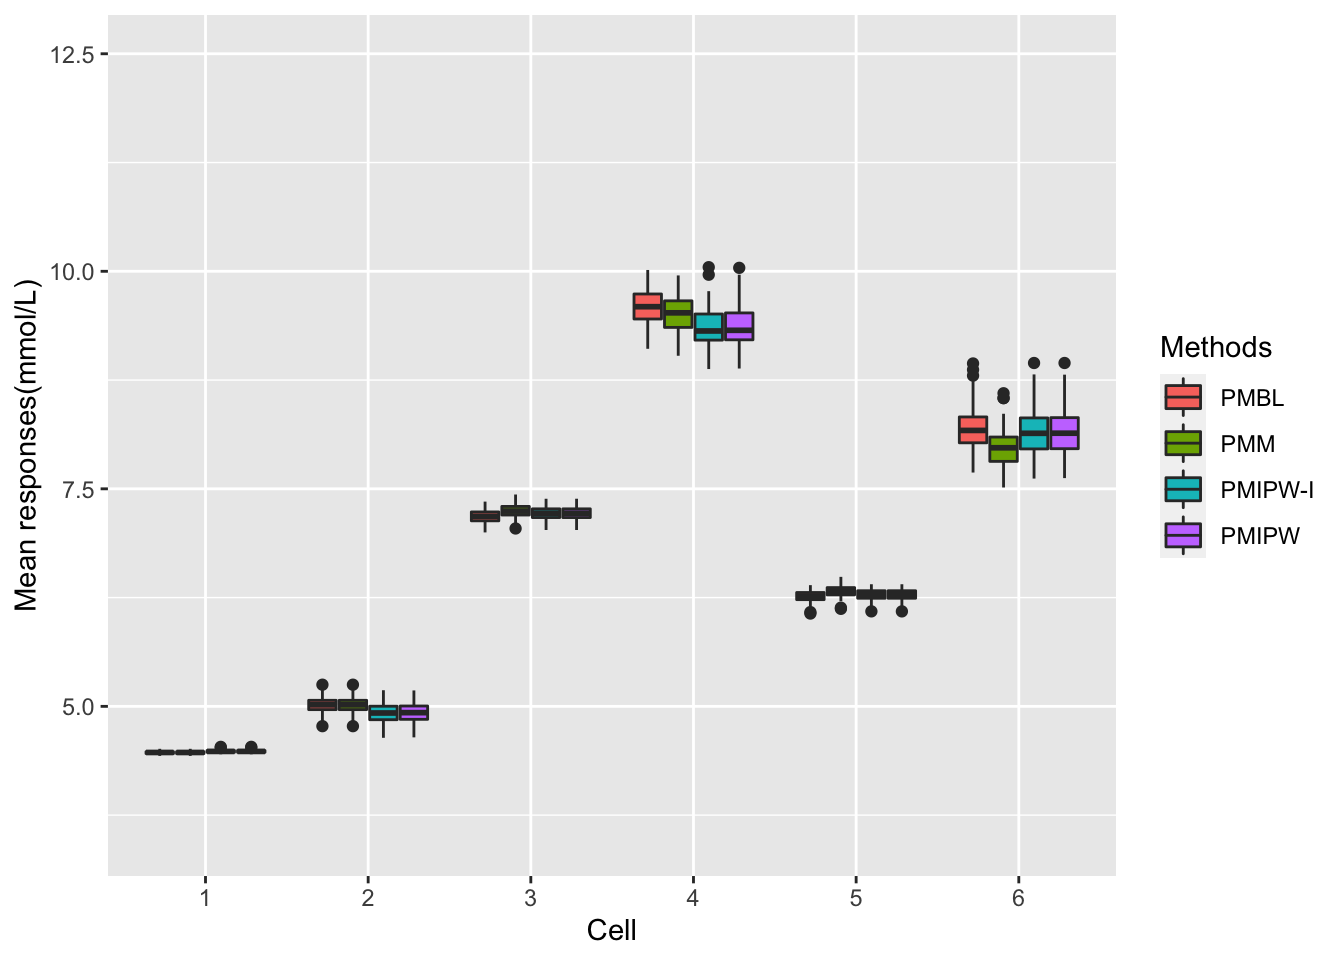 12.5
10.0
7.5
5.0
Mean responses(mmol/L)
1 2 3 4 5 6
Cell
Methods
PMBL
PMM
PMIPW-I
PMIPW